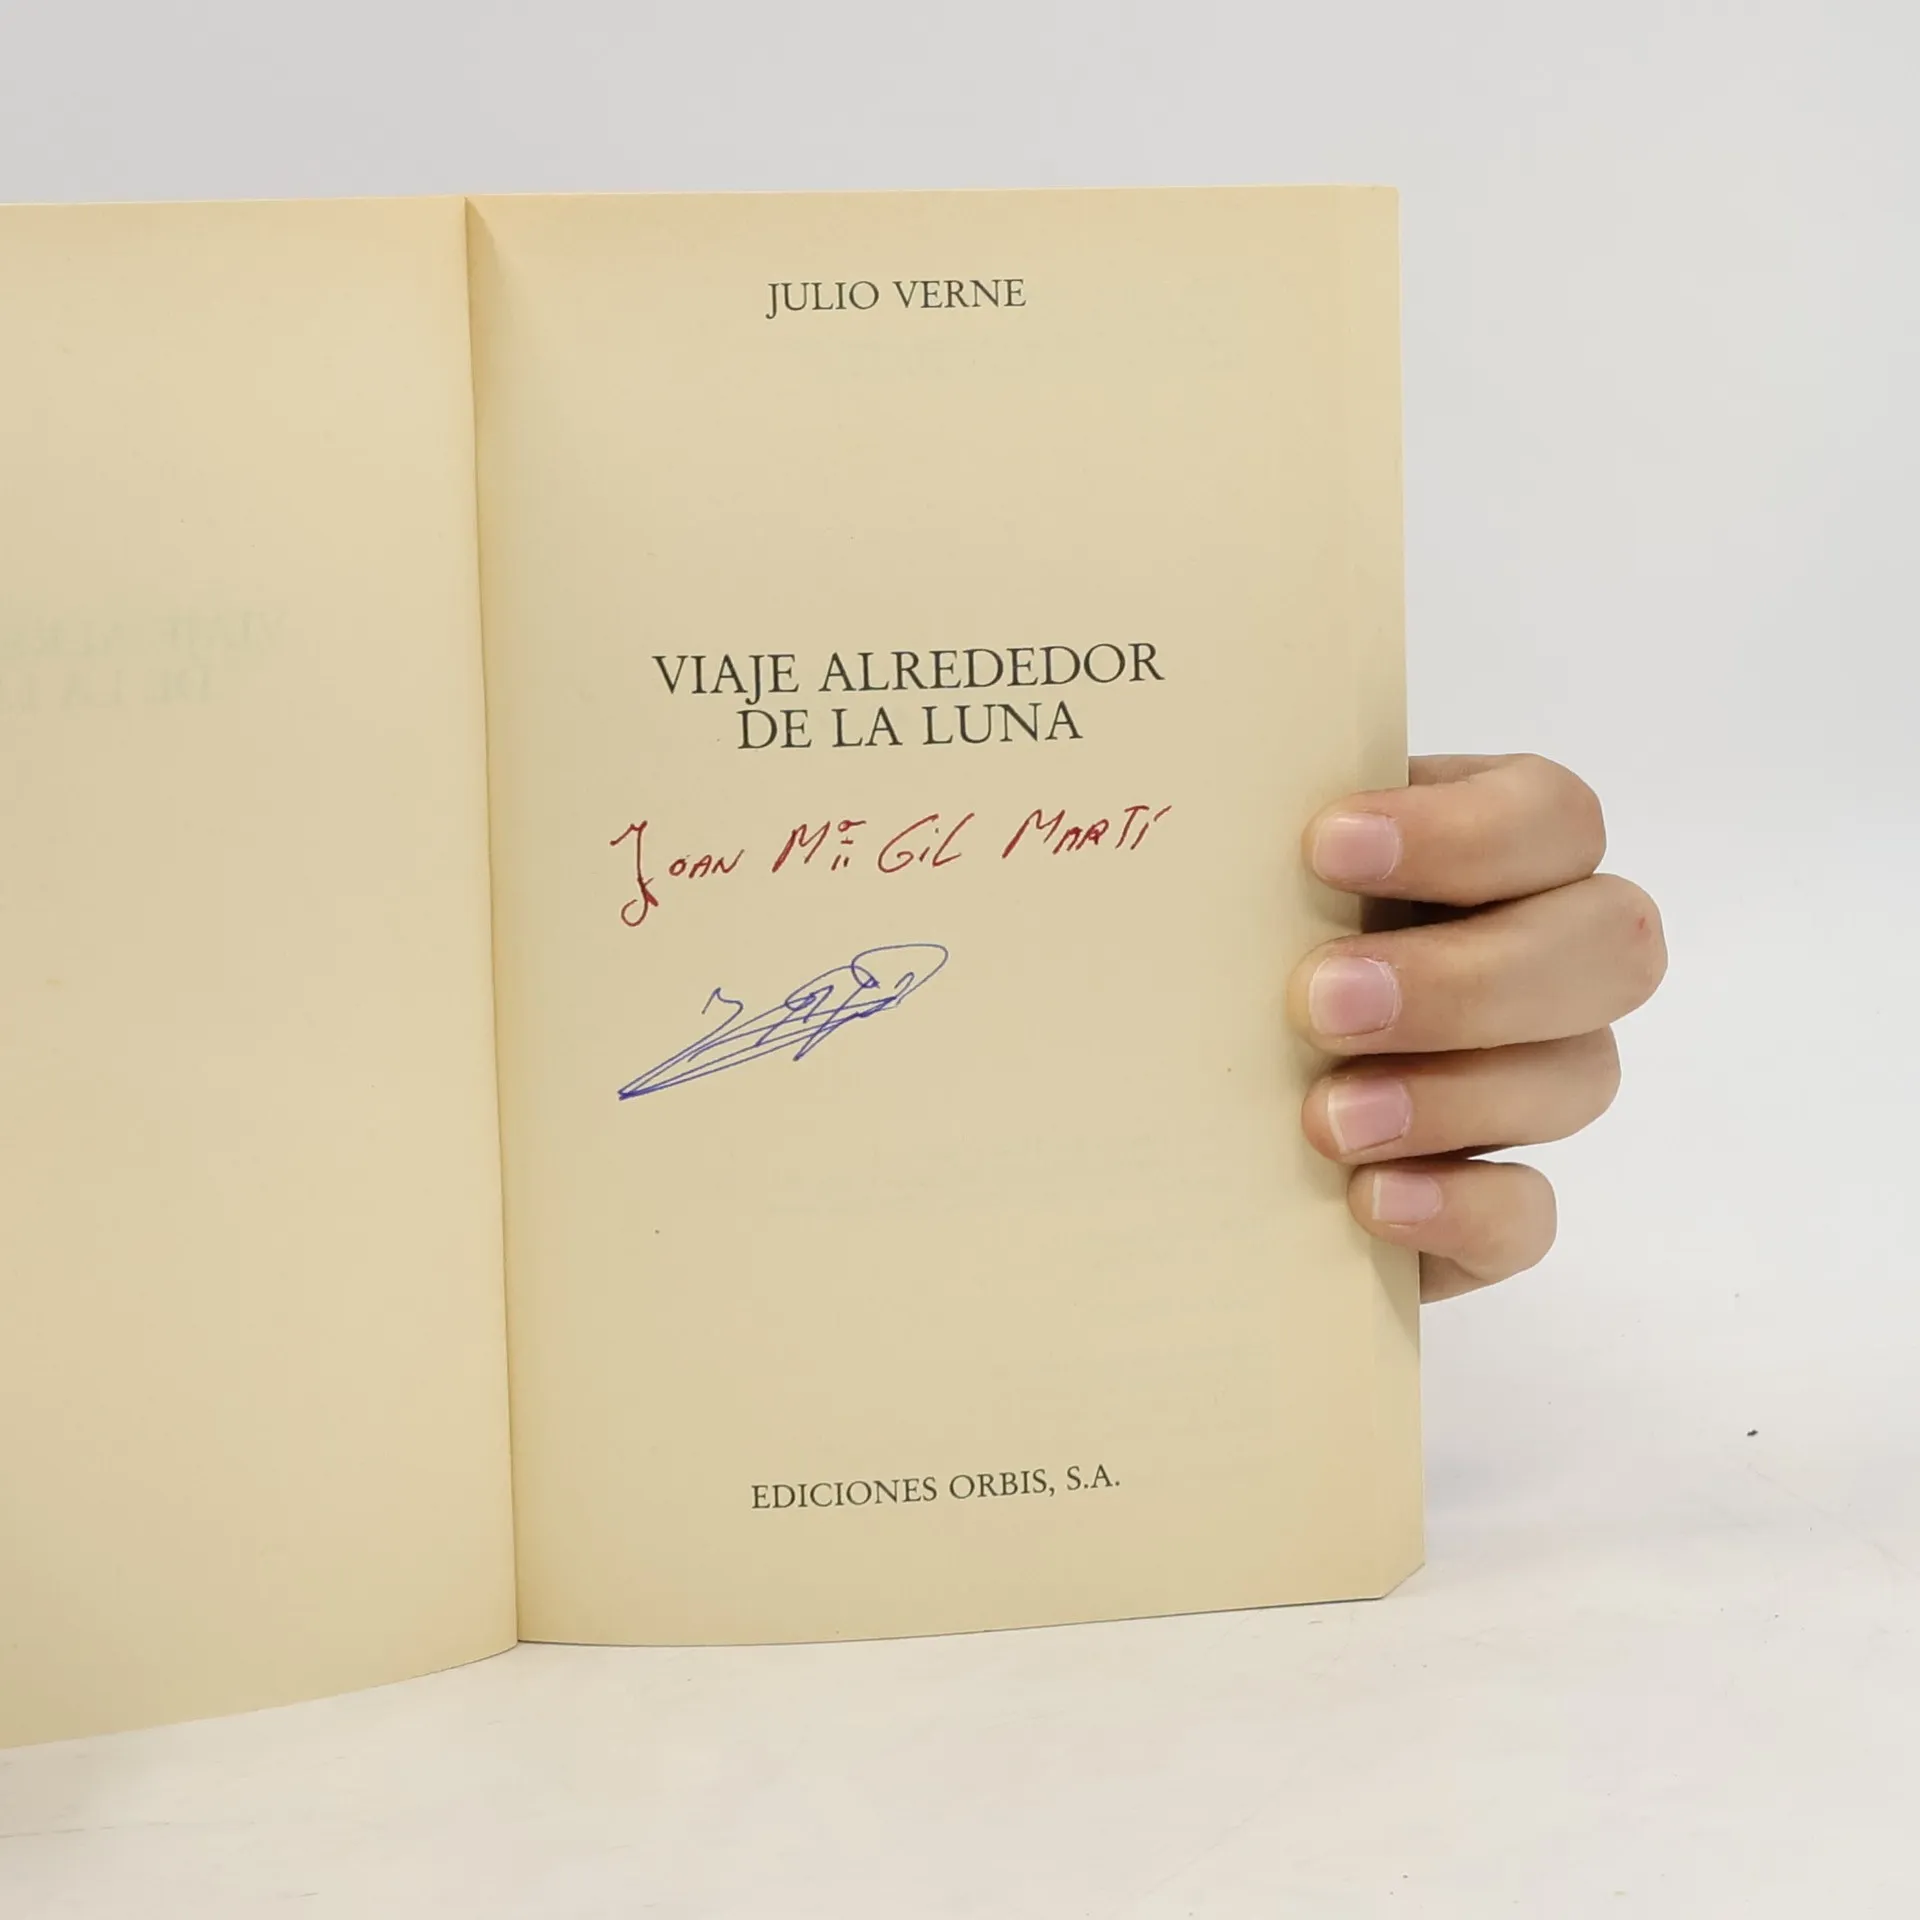 JULIO VERNE
VIAJE ALREDEDOR
DE LA LUNA
JOAN Mª GIL MARTÍ
EDICIONES ORBIS, S.A.